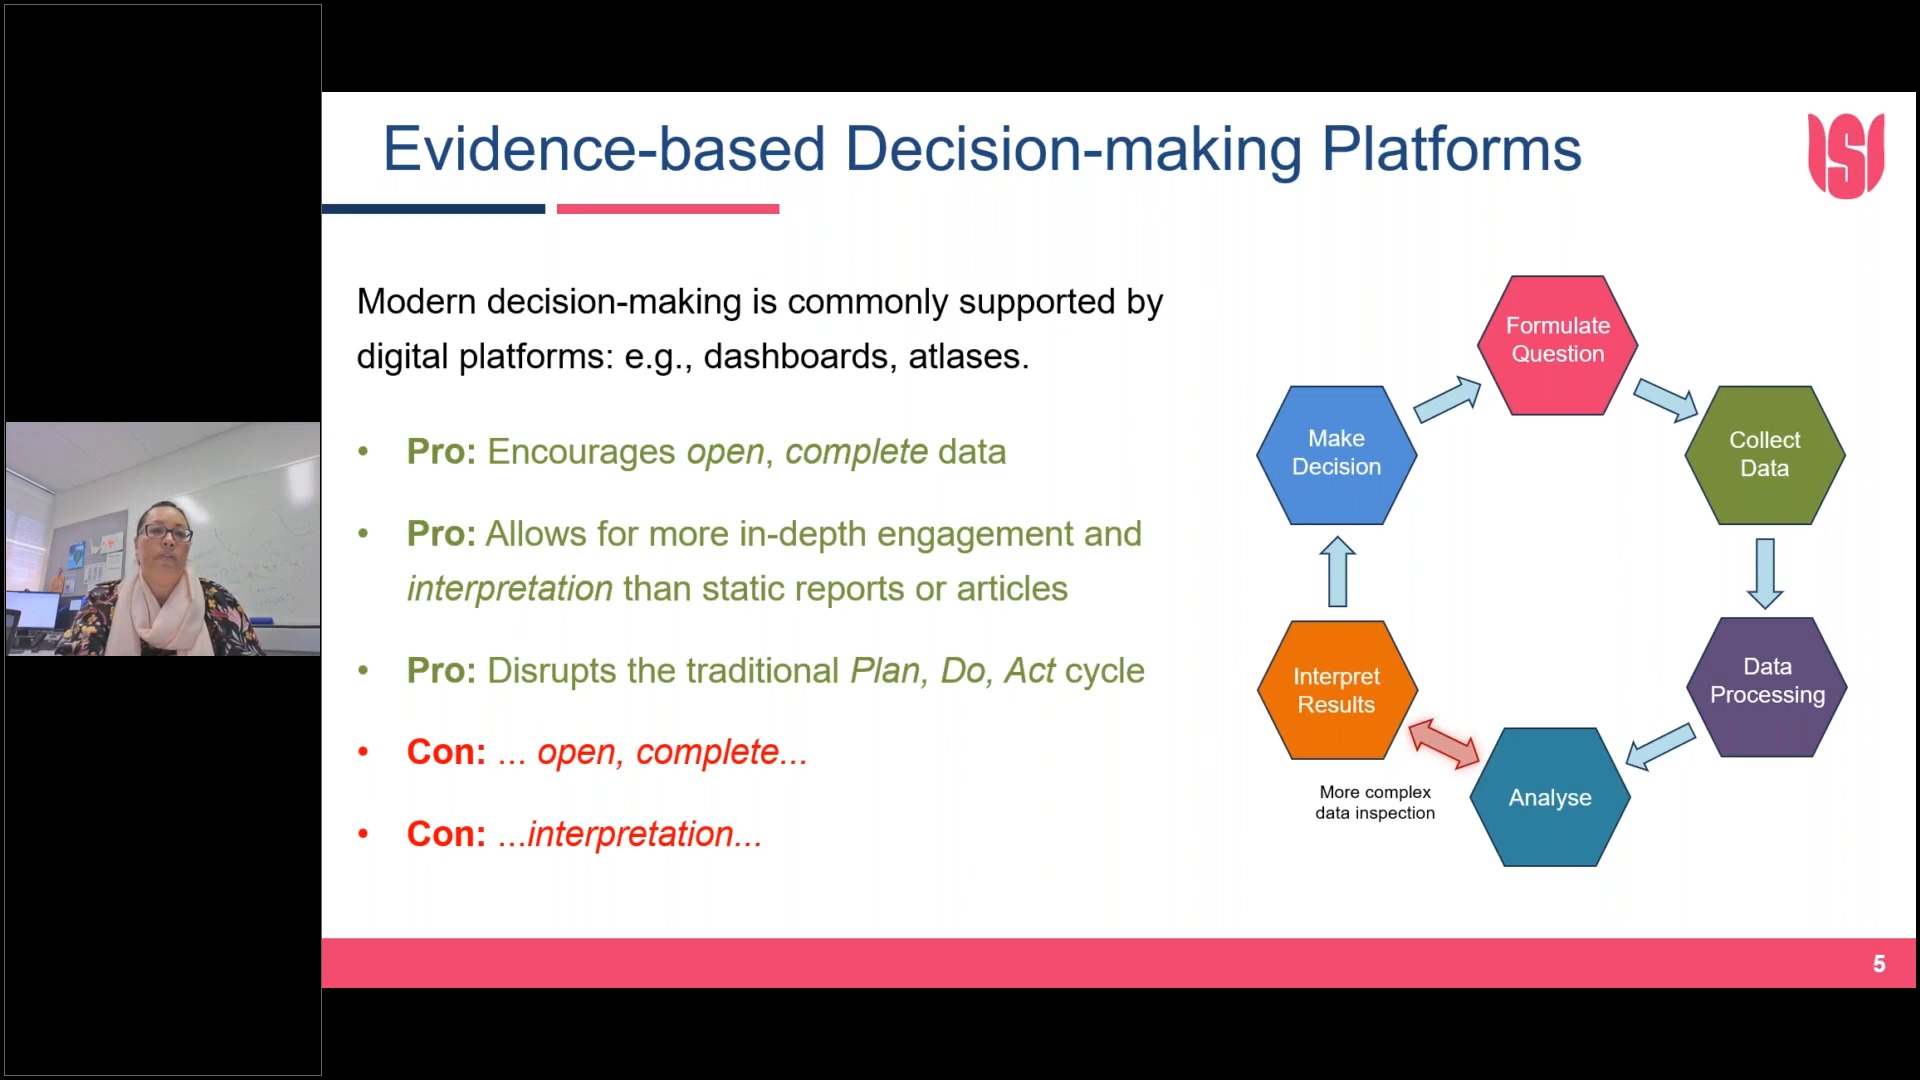 Evidence-based Decision-making Platforms
ISI
Modern decision-making is commonly supported by
digital platforms: e.g., dashboards, atlases.
• Pro: Encourages open, complete data
• Pro: Allows for more in-depth engagement and
interpretation than static reports or articles
• Pro: Disrupts the traditional Plan, Do, Act cycle
• Con: ... open, complete...
• Con: ...interpretation...
Formulate
Question
Collect
Data
Data
Processing
Analyse
More complex
data inspection
Interpret
Results
Make
Decision
5